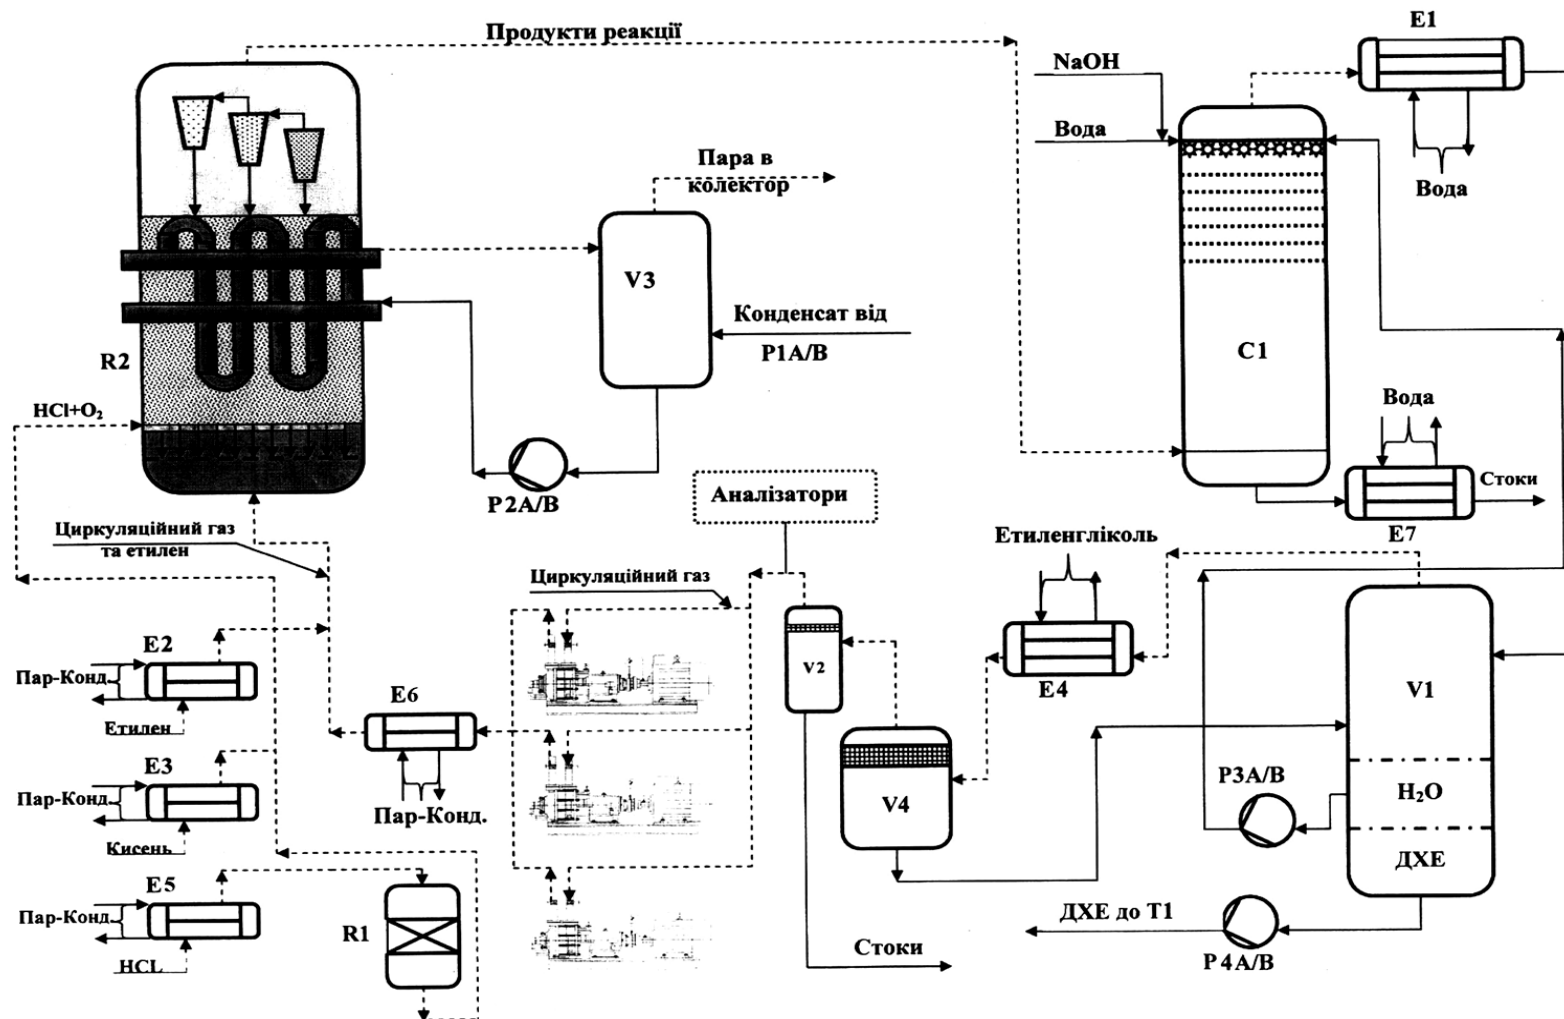 Продукти реакції
E1
NaOH
Вода
Вода
Пара в
колектор
V3
Конденсат від
P1A/B
R2
HCl+O₂
C1
Вода
Стоки
E7
P2A/B
Аналізатори
Циркуляційний газ
та етилен
Етиленгліколь
Циркуляційний газ
E2
Пар-Конд.
Етилен
E6
Пар-Конд.
E3
Пар-Конд.
Кисень
E5
Пар-Конд.
HCL
R1
V2
V4
E4
V1
H₂O
ДХЕ
P3A/B
ДХЕ до Т1
P4A/B
Стоки